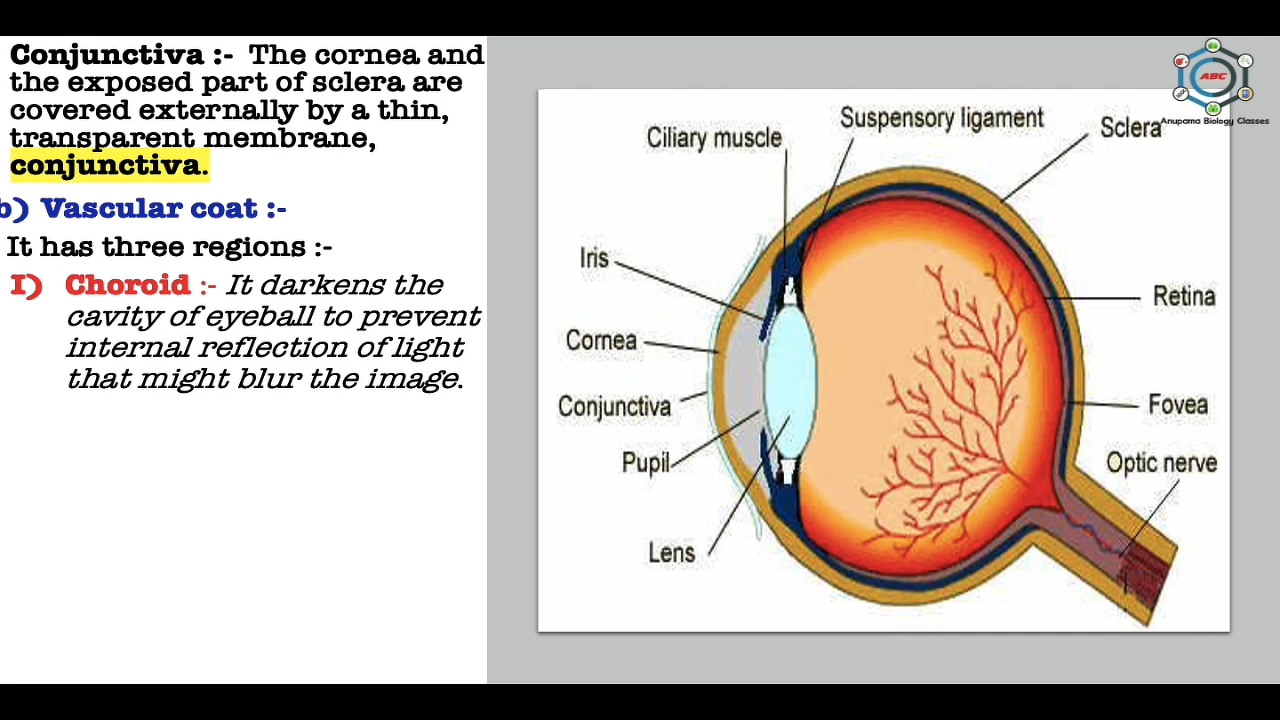 Conjunctiva :- The cornea and
the exposed part of sclera are
covered externally by a thin,
transparent membrane,
conjunctiva.
b) Vascular coat :-
It has three regions :-
I) Choroid :- It darkens the
cavity of eyeball to prevent
internal reflection of light
that might blur the image.
Ciliary muscle
Suspensory ligament
Sclera
Iris
Retina
Cornea
Conjunctiva
Fovea
Pupil
Optic nerve
Lens
ABC
Anupama Biology Classes